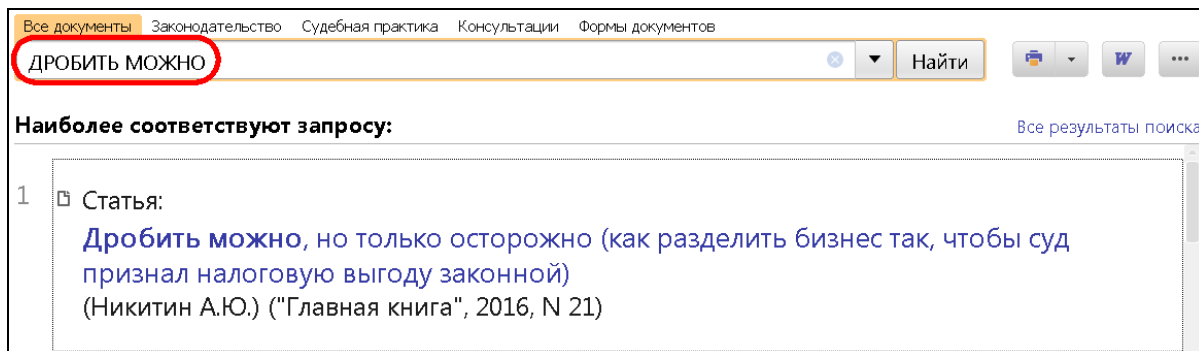 Все документы Законодательство Судебная практика Консультации Формы документов
ДРОБИТЬ МОЖНО Найти W ...
Наиболее соответствуют запросу: Все результаты поиска
1 Статья:
Дробить можно, но только осторожно (как разделить бизнес так, чтобы суд
признал налоговую выгоду законной)
(Никитин А.Ю.) ("Главная книга", 2016, N 21)